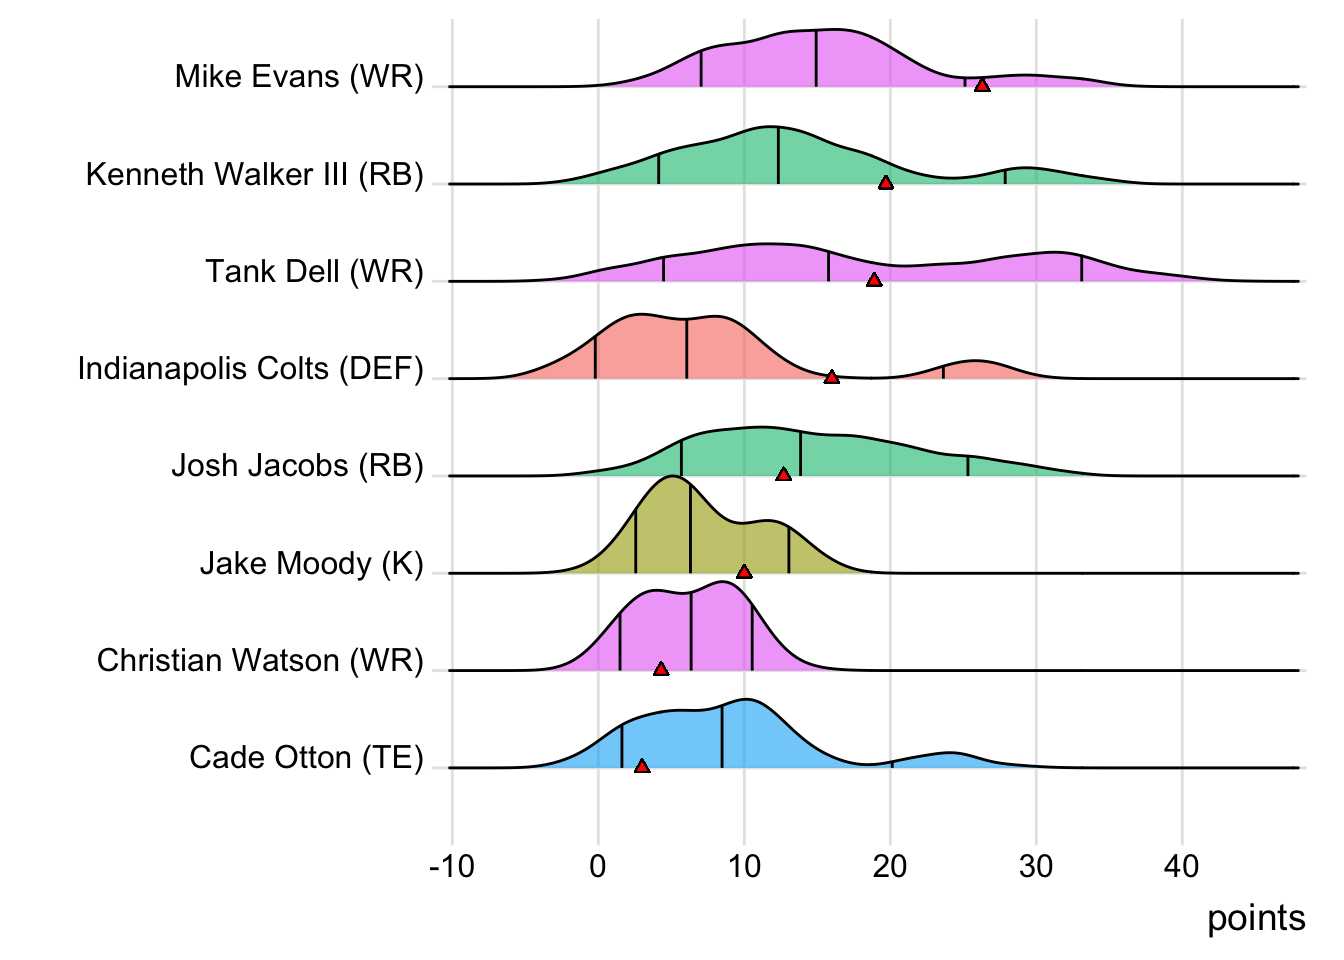 Mike Evans (WR)
Kenneth Walker III (RB)
Tank Dell (WR)
Indianapolis Colts (DEF)
Josh Jacobs (RB)
Jake Moody (K)
Christian Watson (WR)
Cade Otton (TE)
-10 0 10 20 30 40
points